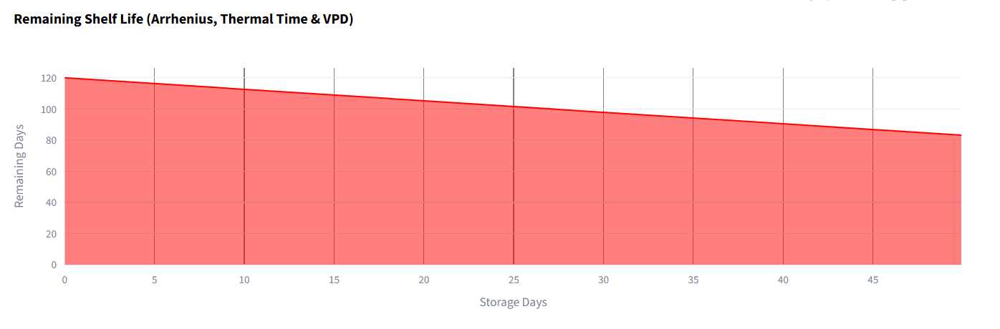 Remaining Shelf Life (Arrhenius, Thermal Time & VPD)
120
100
80
60
40
20
0
Remaining Days
0 5 10 15 20 25 30 35 40 45
Storage Days